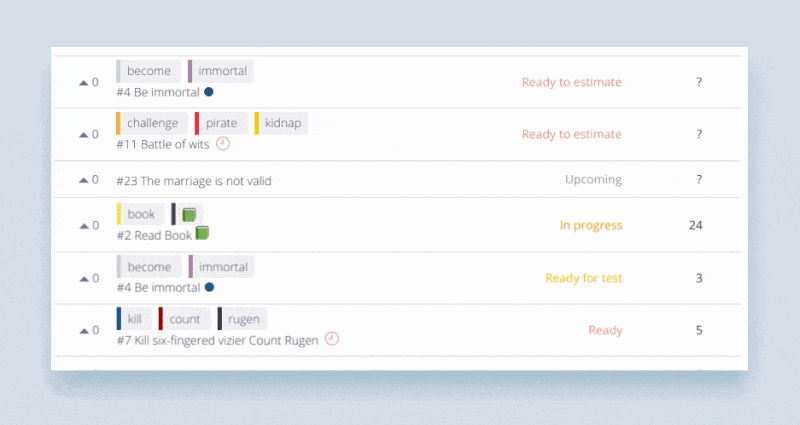 become immortal
0 #4 Be immortal Ready to estimate ?
challenge pirate kidnap
0 #11 Battle of wits Ready to estimate ?
0 #23 The marriage is not valid Upcoming ?
book
0 #2 Read Book In progress 24
become immortal
0 #4 Be immortal Ready for test 3
kill count rugen
0 #7 Kill six-fingered vizier Count Rugen Ready 5